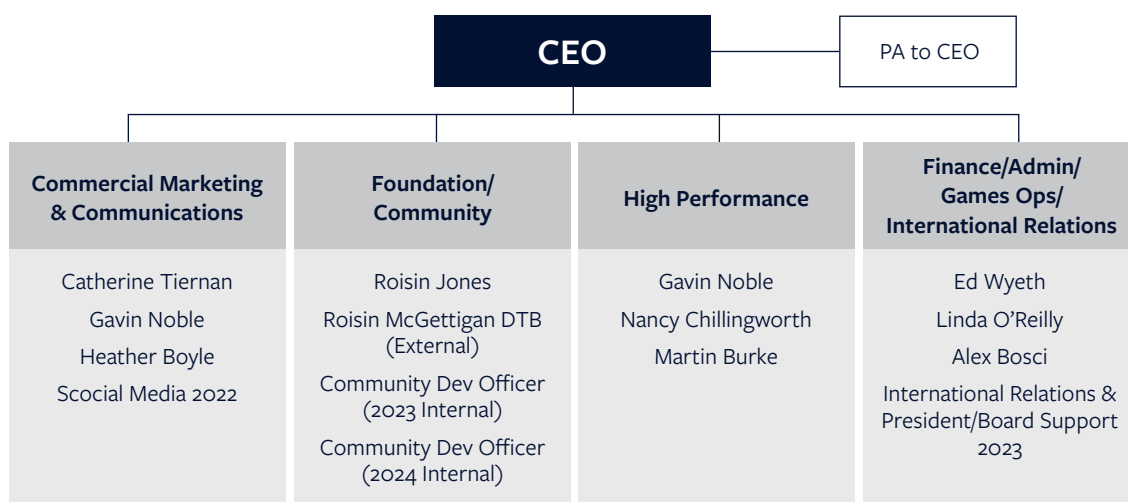 CEO
PA to CEO
Commercial Marketing
& Communications
Catherine Tiernan
Gavin Noble
Heather Boyle
Scocial Media 2022
Foundation/
Community
Roisin Jones
Roisin McGettigan DTB
(External)
Community Dev Officer
(2023 Internal)
Community Dev Officer
(2024 Internal)
High Performance
Gavin Noble
Nancy Chillingworth
Martin Burke
Finance/Admin/
Games Ops/
International Relations
Ed Wyeth
Linda O’Reilly
Alex Bosci
International Relations &
President/Board Support
2023